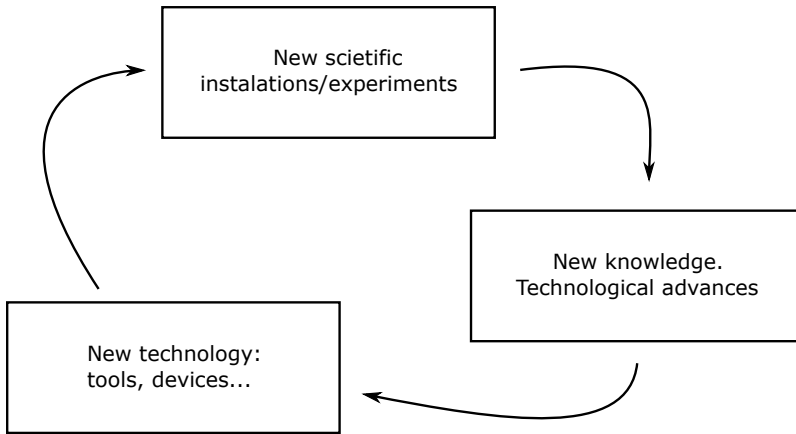 New scietific
instalations/experiments
New knowledge.
Technological advances
New technology:
tools, devices...